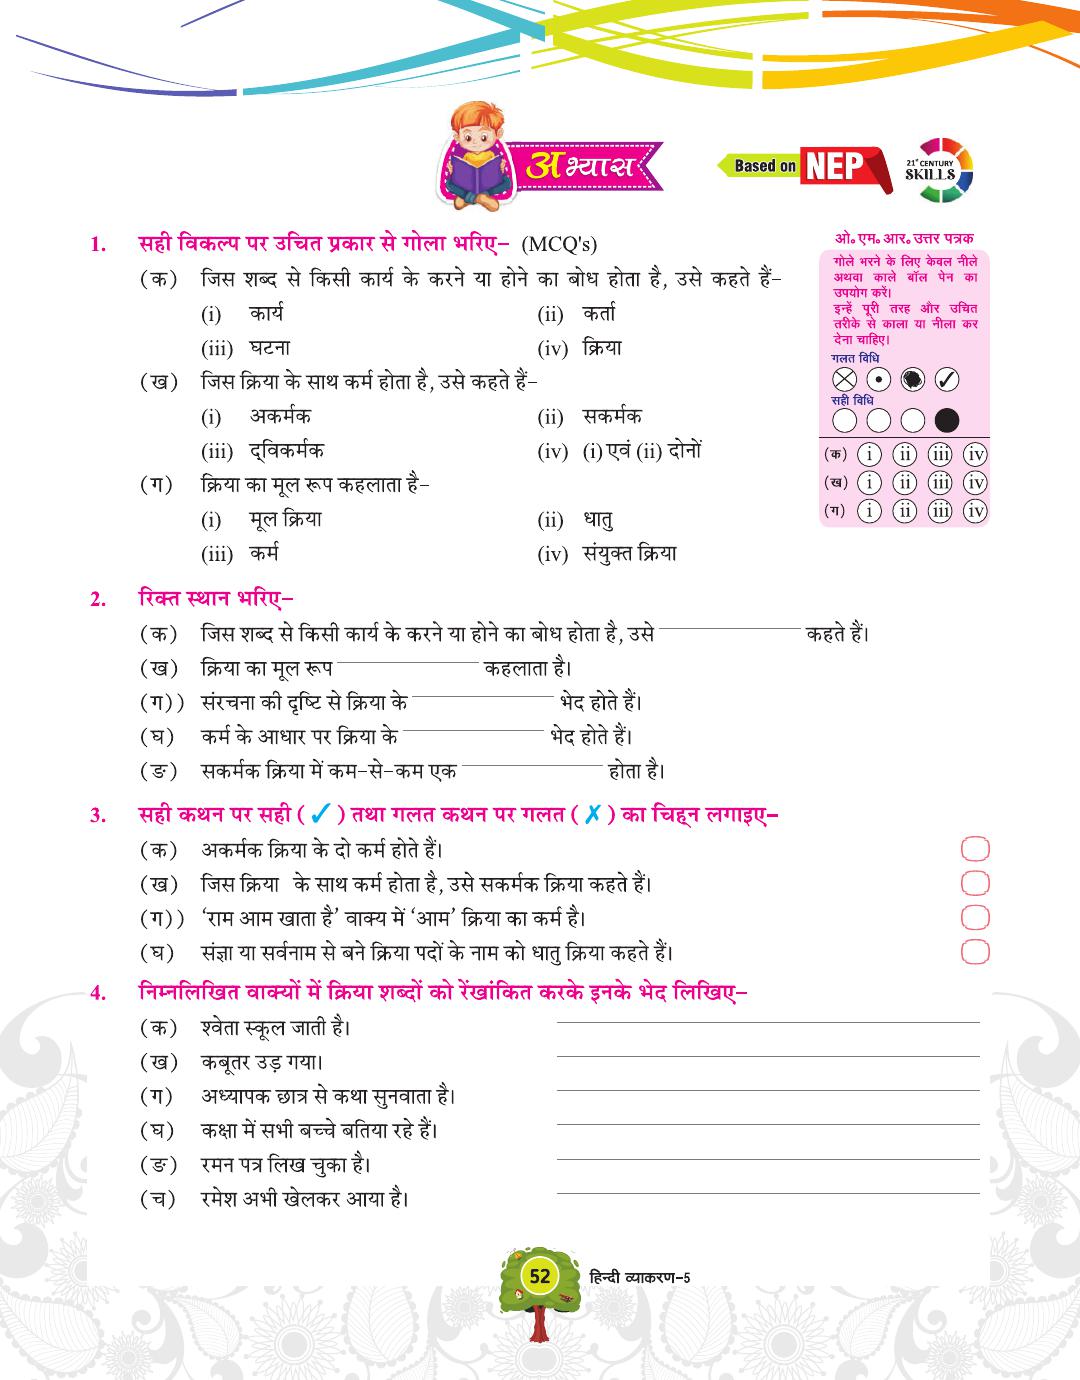 अभ्यास
Based on NEP
21st CENTURY
SKILLS
1. सही विकल्प पर उचित प्रकार से गोला भरिए– (MCQ's)
(क) जिस शब्द से किसी कार्य के करने या होने का बोध होता है, उसे कहते हैं–
(i) कार्य (ii) कर्ता
(iii) घटना (iv) क्रिया
(ख) जिस क्रिया के साथ कर्म होता है, उसे कहते हैं–
(i) अकर्मक (ii) सकर्मक
(iii) द्‌विकर्मक (iv) (i) एवं (ii) दोनों
(ग) क्रिया का मूल रूप कहलाता है–
(i) मूल क्रिया (ii) धातु
(iii) कर्म (iv) संयुक्त क्रिया
ओ॰ एम॰ आर॰ उत्तर पत्रक
गोले भरने के लिए केवल नीले
अथवा काले बॉल पेन का
उपयोग करें।
इन्हें पूरी तरह और उचित
तरीके से काला या नीला कर
देना चाहिए।
गलत विधि
सही विधि
(क) i ii iii iv
(ख) i ii iii iv
(ग) i ii iii iv
2. रिक्त स्थान भरिए–
(क) जिस शब्द से किसी कार्य के करने या होने का बोध होता है, उसे ____________ कहते हैं।
(ख) क्रिया का मूल रूप ____________ कहलाता है।
(ग)) संरचना की दृष्टि से क्रिया के ____________ भेद होते हैं।
(घ) कर्म के आधार पर क्रिया के ____________ भेद होते हैं।
(ङ) सकर्मक क्रिया में कम-से-कम एक ____________ होता है।
3. सही कथन पर सही ( ✓ ) तथा गलत कथन पर गलत ( ✗ ) का चिह्‌न लगाइए–
(क) अकर्मक क्रिया के दो कर्म होते हैं।
(ख) जिस क्रिया के साथ कर्म होता है, उसे सकर्मक क्रिया कहते हैं।
(ग)) ‘राम आम खाता है’ वाक्य में ‘आम’ क्रिया का कर्म है।
(घ) संज्ञा या सर्वनाम से बने क्रिया पदों के नाम को धातु क्रिया कहते हैं।
4. निम्नलिखित वाक्यों में क्रिया शब्दों को रेंखांकित करके इनके भेद लिखिए–
(क) श्वेता स्कूल जाती है।
(ख) कबूतर उड़ गया।
(ग) अध्यापक छात्र से कथा सुनवाता है।
(घ) कक्षा में सभी बच्चे बतिया रहे हैं।
(ङ) रमन पत्र लिख चुका है।
(च) रमेश अभी खेलकर आया है।
52 हिन्दी व्याकरण-5